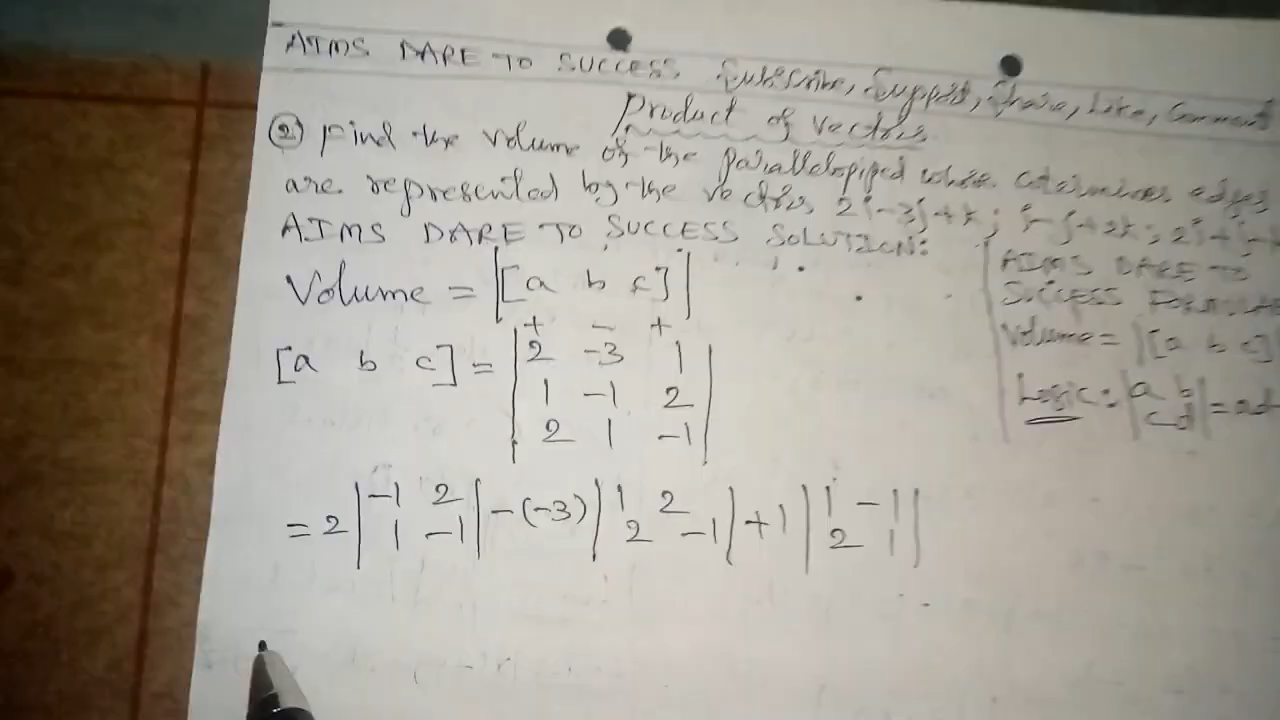 AIMS DARE TO SUCCESS Subscribe, Support, Share, Like, Comment
Product of vectors
② Find the volume of the parallelopiped whose coterminous edges
are represented by the vectors 2i-3j+k; i-j+2k; 2i+j-k
AIMS DARE TO SUCCESS SOLUTION:
Volume = |[a b c]|
+ - +
[a b c] = | 2 -3 1 |
1 -1 2
2 1 -1
= 2 | -1 2 | -(-3) | 1 2 | +1 | 1 -1 |
1 -1 2 -1 2 1
AIMS DARE TO
SUCCESS
Volume = |[a b c]
Logic: |a b| = ad
c d